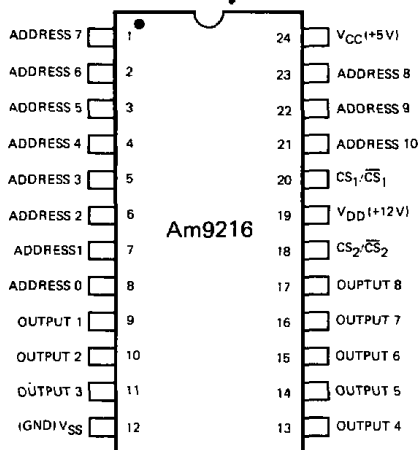 ADDRESS 7 1 24 VCC (+5V)
ADDRESS 6 2 23 ADDRESS 8
ADDRESS 5 3 22 ADDRESS 9
ADDRESS 4 4 21 ADDRESS 10
ADDRESS 3 5 20 CS1/C̅S̅1
ADDRESS 2 6 19 VDD (+12V)
Am9216
ADDRESS1 7 18 CS2/C̅S̅2
ADDRESS 0 8 17 OUPTUT 8
OUTPUT 1 9 16 OUTPUT 7
OUTPUT 2 10 15 OUTPUT 6
OUTPUT 3 11 14 OUTPUT 5
(GND) VSS 12 13 OUTPUT 4